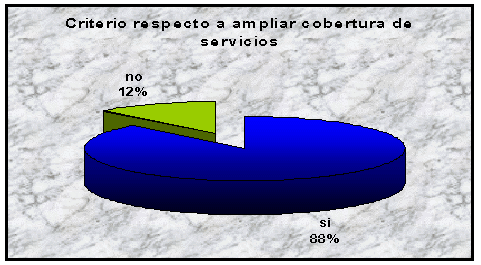 Criterio respecto a ampliar cobertura de
servicios
no
12%
si
88%